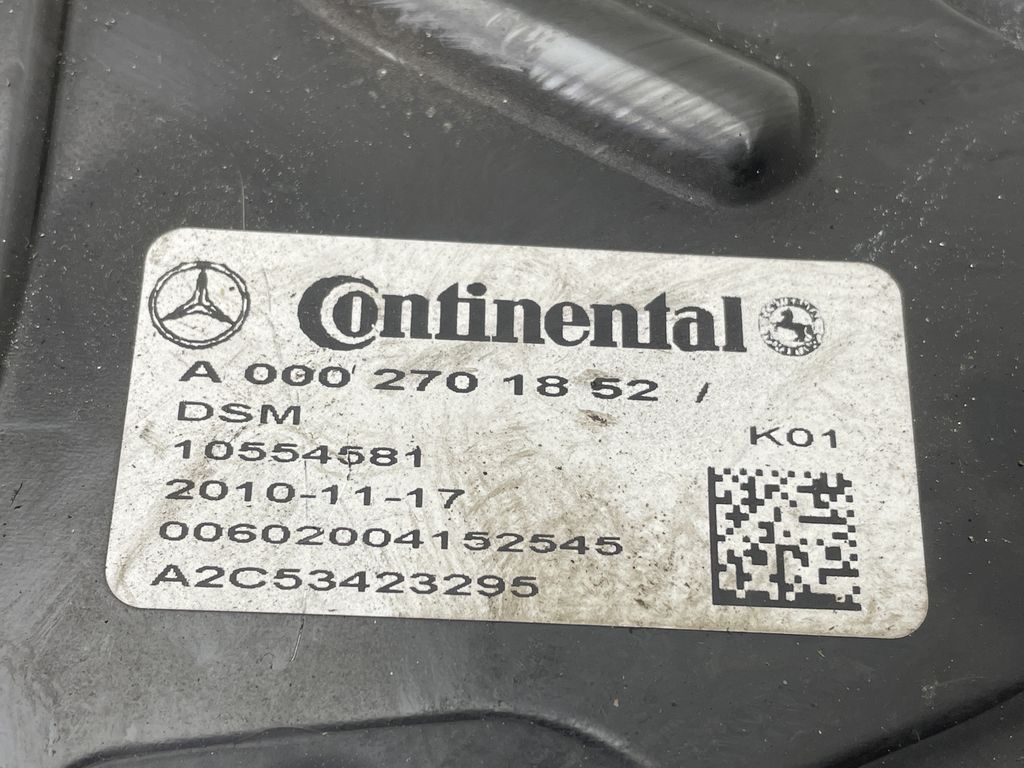 Continental
A 000 270 18 52 /
DSM
K01
10554581
2010-11-17
00602004152545
A2C53423295